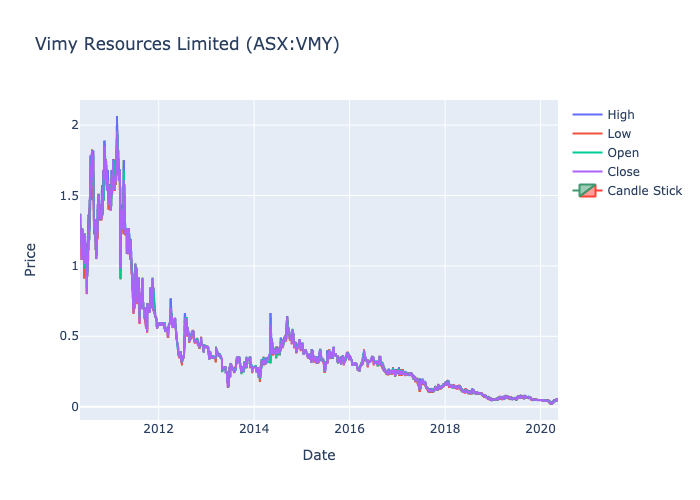 Vimy Resources Limited (ASX:VMY)
High
Low
Open
Close
Candle Stick
2
1.5
1
0.5
0
Price
2012
2014
2016
2018
2020
Date